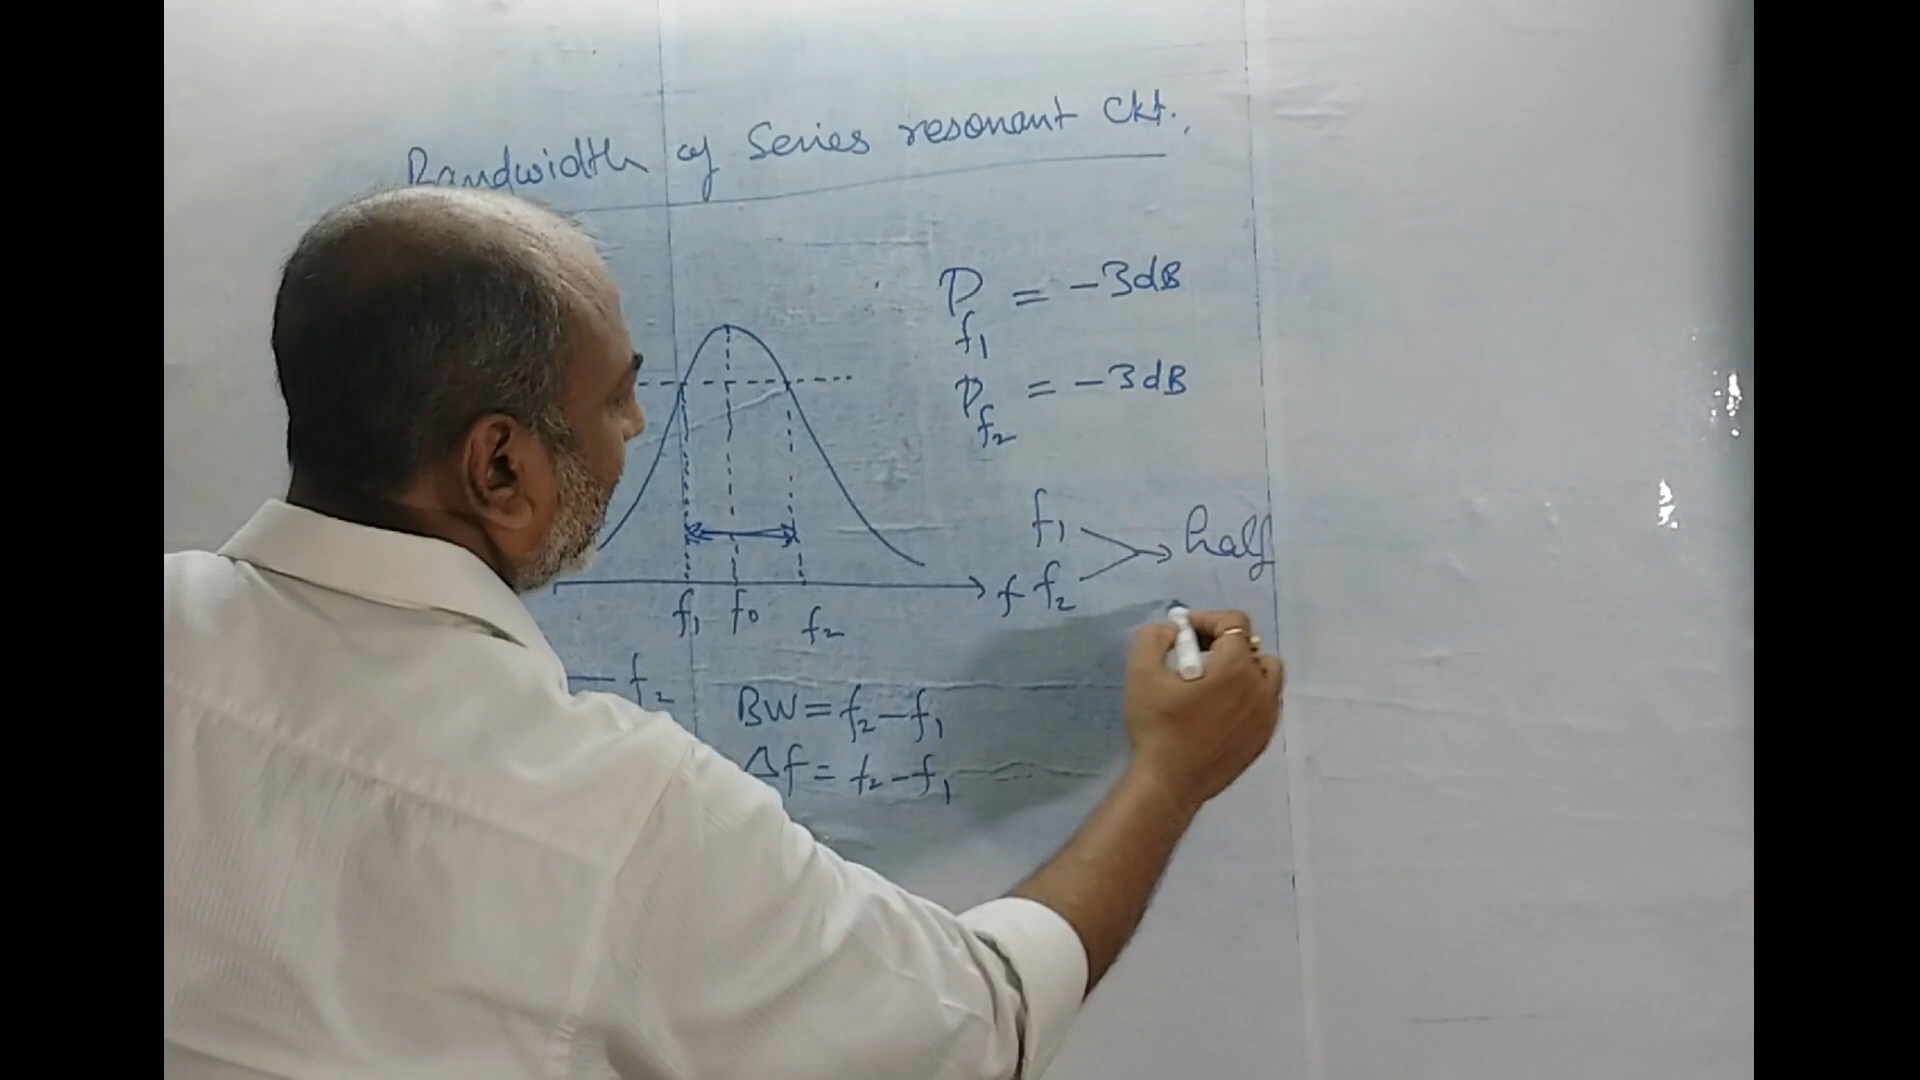 Bandwidth of Series resonant Ckt.
P = -3dB
f1
P = -3dB
f2
f1
f2
half
f
f1 f0 f2
f2
BW = f2-f1
Δf = f2-f1